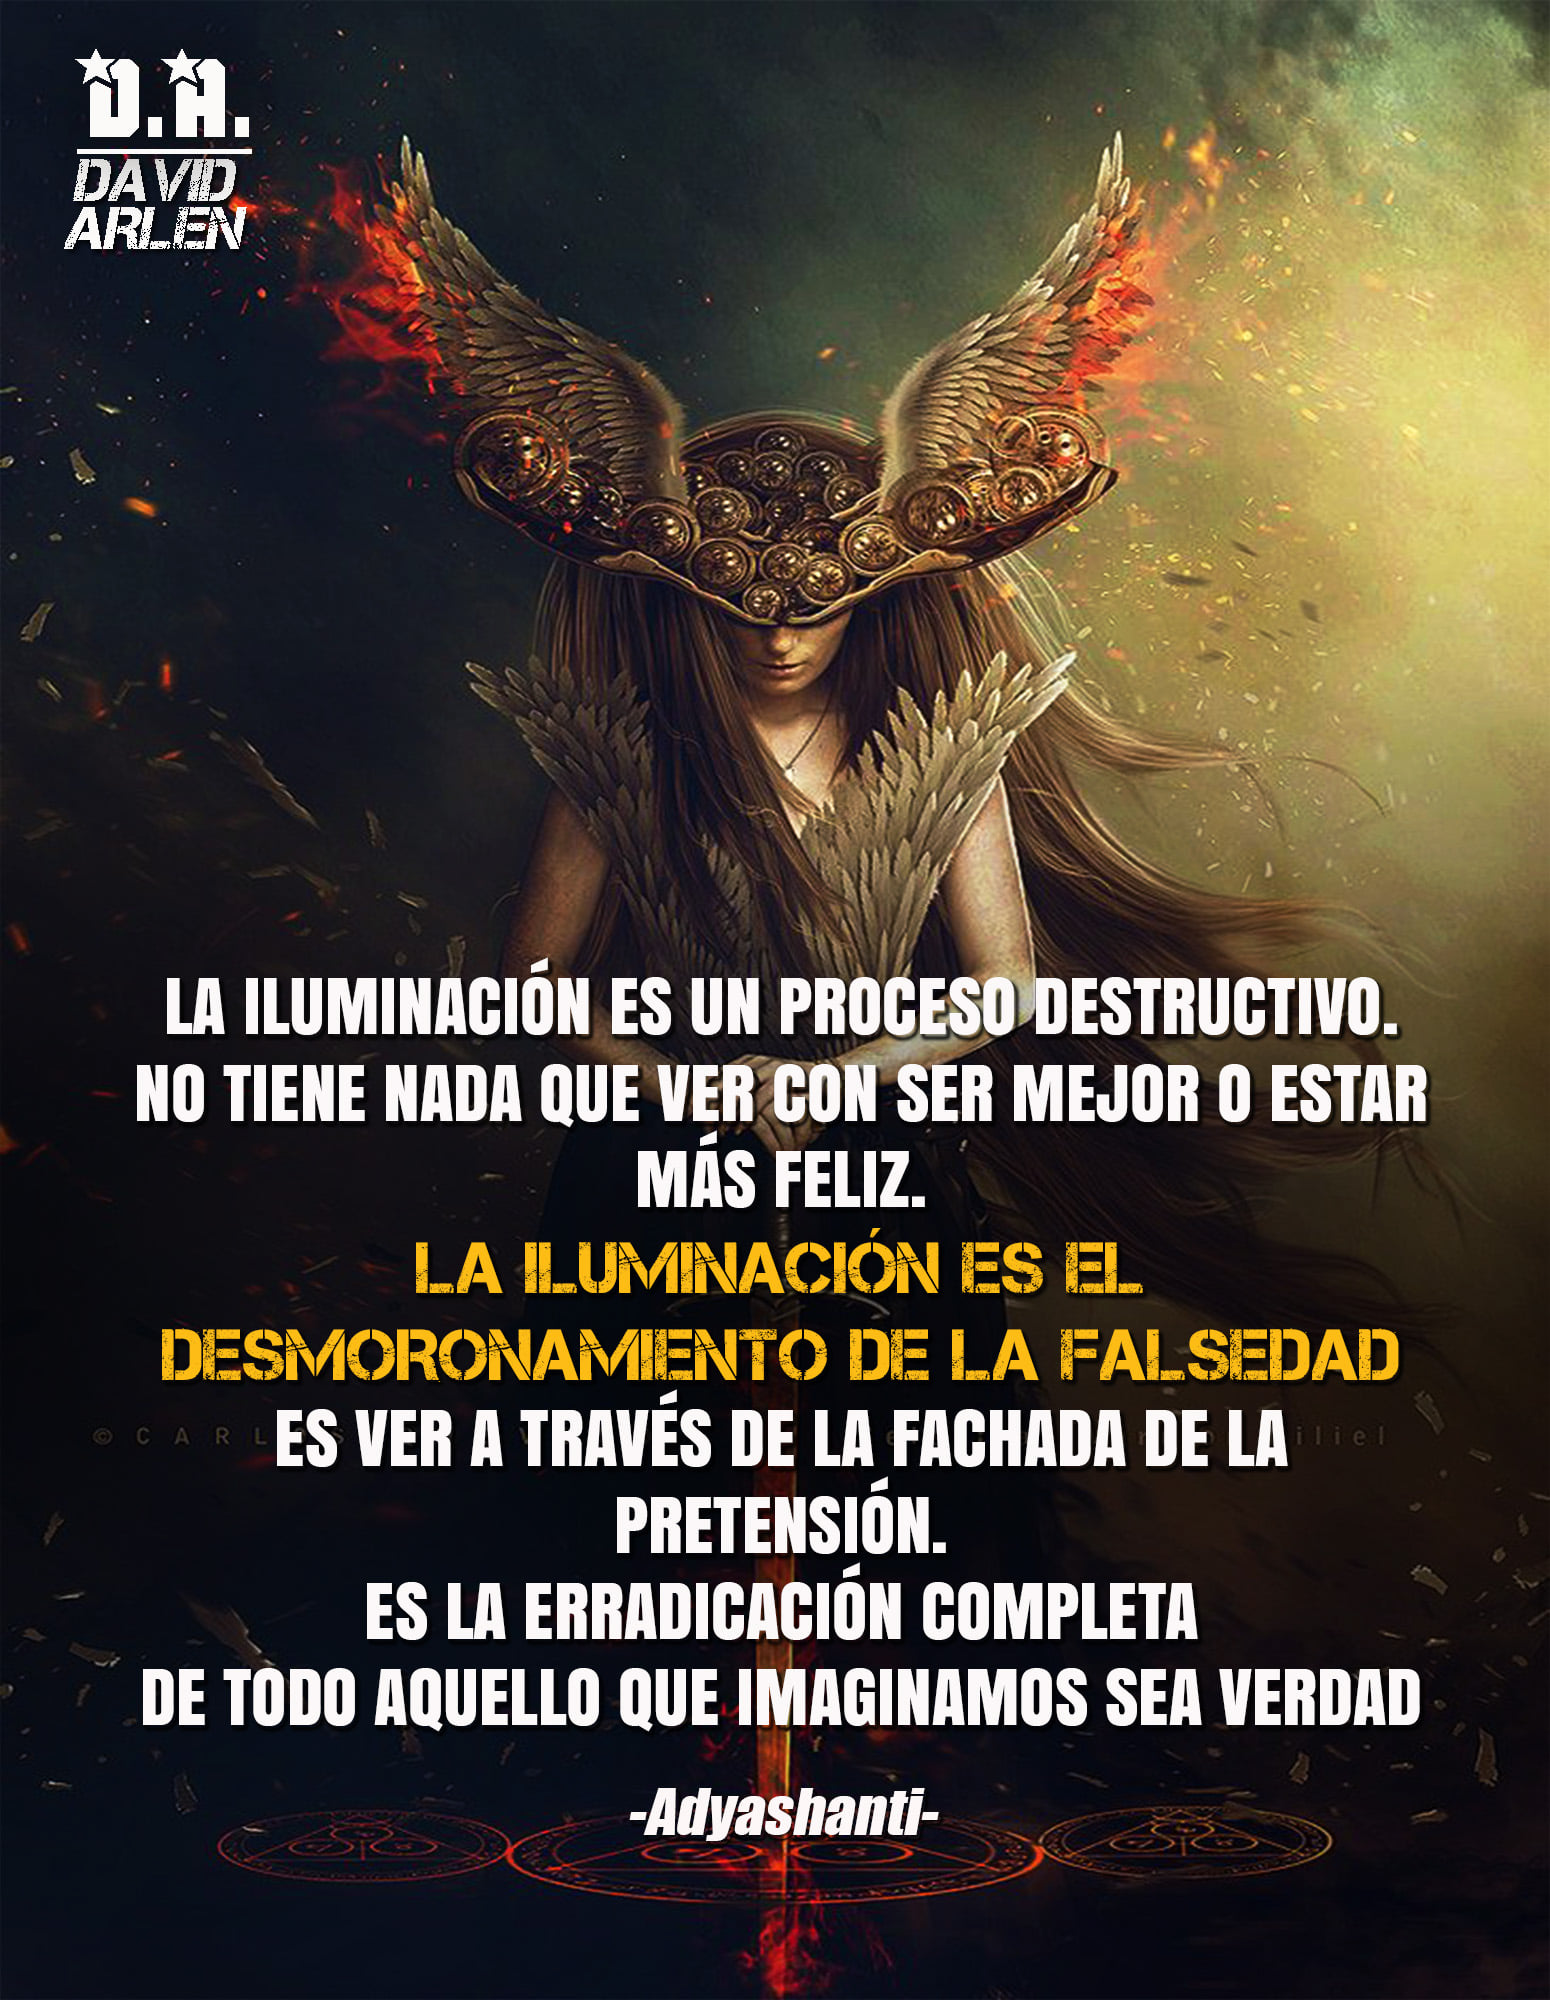 D.A.
DAVID
ARLEN
LA ILUMINACIÓN ES UN PROCESO DESTRUCTIVO.
NO TIENE NADA QUE VER CON SER MEJOR O ESTAR
MÁS FELIZ.
LA ILUMINACIÓN ES EL
DESMORONAMIENTO DE LA FALSEDAD
ES VER A TRAVÉS DE LA FACHADA DE LA
PRETENSIÓN.
ES LA ERRADICACIÓN COMPLETA
DE TODO AQUELLO QUE IMAGINAMOS SEA VERDAD
-Adyashanti-